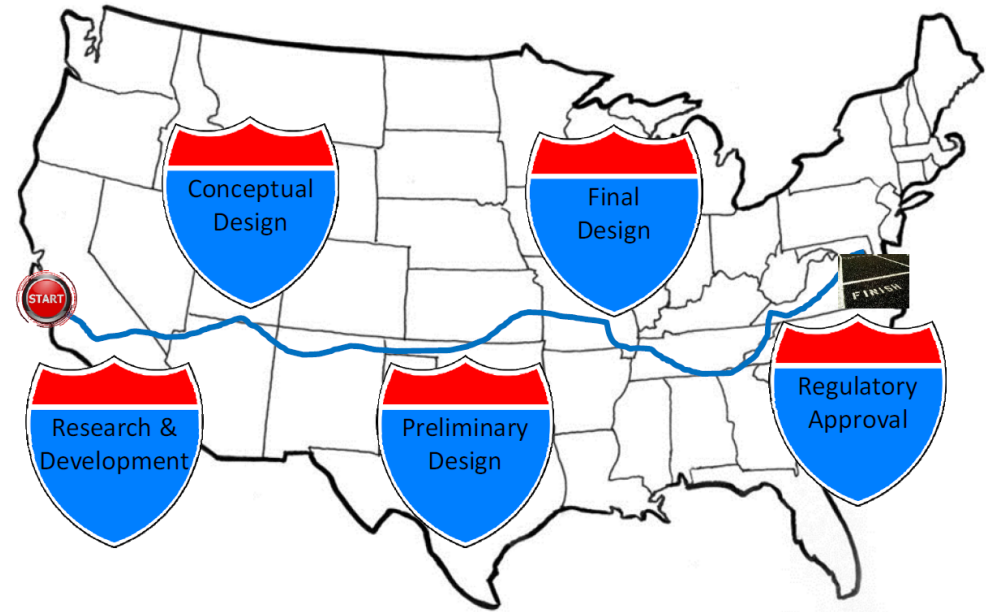 START
Research &
Development
Conceptual
Design
Preliminary
Design
Final
Design
Regulatory
Approval
FINISH